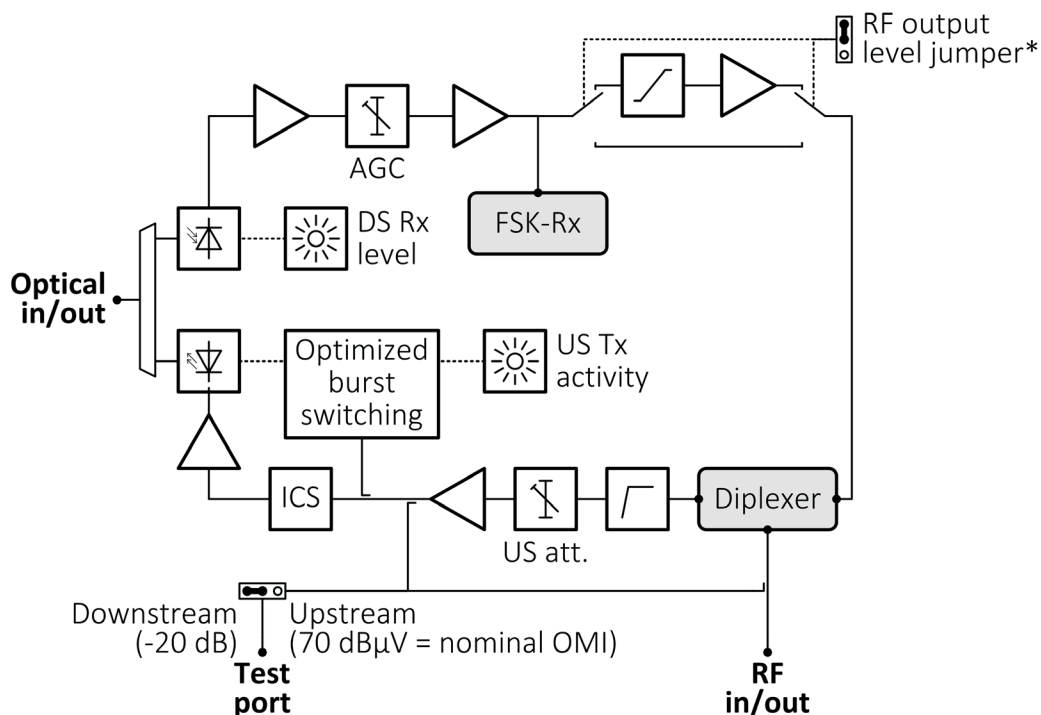 RF output
level jumper*
AGC
FSK-Rx
DS Rx
level
Optical
in/out
Optimized
burst
switching
US Tx
activity
ICS
US att.
Diplexer
Downstream
(-20 dB)
Upstream
(70 dBµV = nominal OMI)
Test
port
RF
in/out